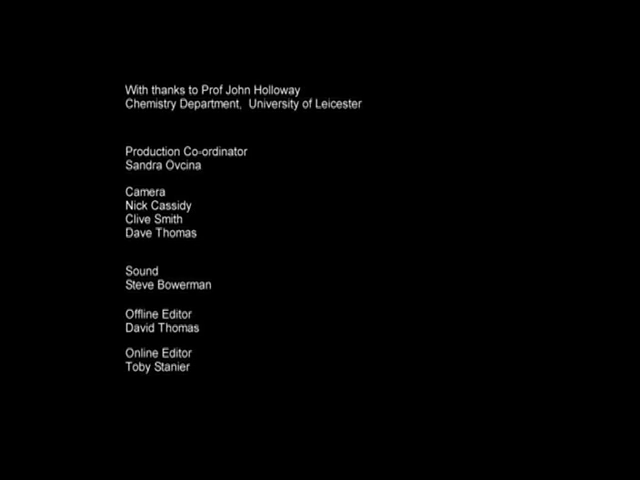 With thanks to Prof John Holloway
Chemistry Department, University of Leicester
Production Co-ordinator
Sandra Ovcina
Camera
Nick Cassidy
Clive Smith
Dave Thomas
Sound
Steve Bowerman
Offline Editor
David Thomas
Online Editor
Toby Stanier